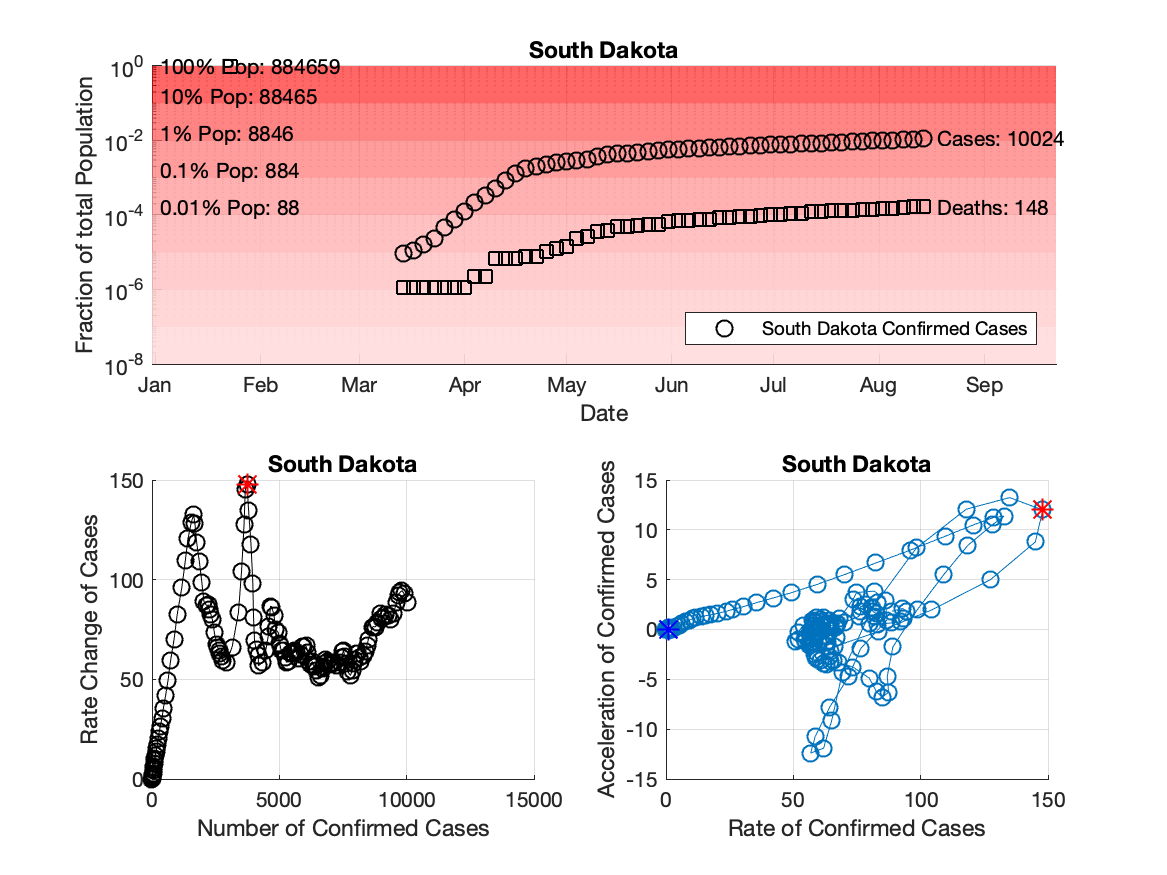 South Dakota
10^0
10^-2
10^-4
10^-6
10^-8
Fraction of total Population
100% Pop: 884659
10% Pop: 88465
1% Pop: 8846
0.1% Pop: 884
0.01% Pop: 88
Cases: 10024
Deaths: 148
South Dakota Confirmed Cases
Jan Feb Mar Apr May Jun Jul Aug Sep
Date
South Dakota
150
100
50
0
Rate Change of Cases
0 5000 10000 15000
Number of Confirmed Cases
South Dakota
15
10
5
0
-5
-10
-15
Acceleration of Confirmed Cases
0 50 100 150
Rate of Confirmed Cases